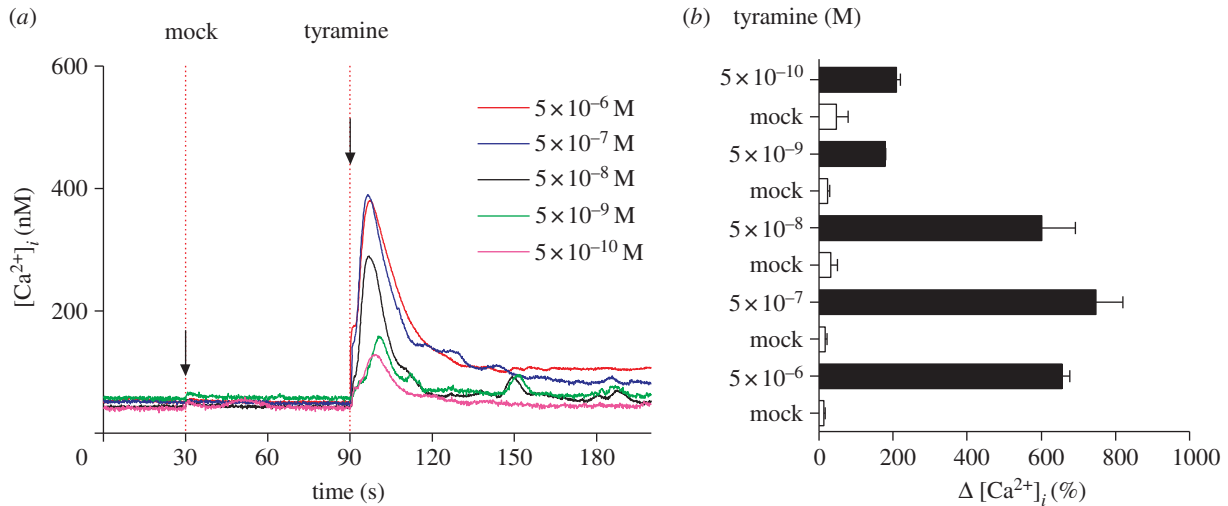 (a)
mock
tyramine
600
400
200
[Ca²⁺]ᵢ (nM)
5 × 10⁻⁶ M
5 × 10⁻⁷ M
5 × 10⁻⁸ M
5 × 10⁻⁹ M
5 × 10⁻¹⁰ M
0 30 60 90 120 150 180
time (s)
(b) tyramine (M)
5 × 10⁻¹⁰
mock
5 × 10⁻⁹
mock
5 × 10⁻⁸
mock
5 × 10⁻⁷
mock
5 × 10⁻⁶
mock
0 200 400 600 800 1000
Δ [Ca²⁺]ᵢ (%)